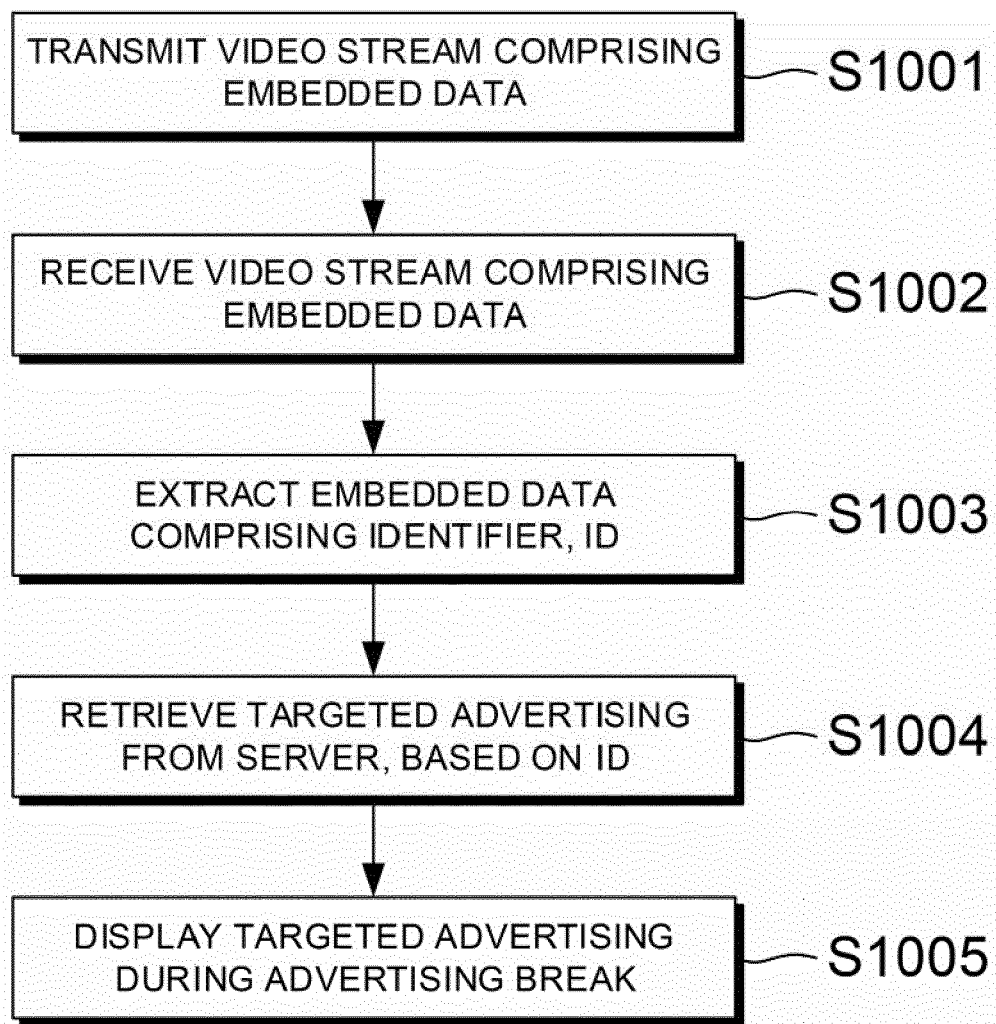 TRANSMIT VIDEO STREAM COMPRISING
EMBEDDED DATA
S1001
RECEIVE VIDEO STREAM COMPRISING
EMBEDDED DATA
S1002
EXTRACT EMBEDDED DATA
COMPRISING IDENTIFIER, ID
S1003
RETRIEVE TARGETED ADVERTISING
FROM SERVER, BASED ON ID
S1004
DISPLAY TARGETED ADVERTISING
DURING ADVERTISING BREAK
S1005